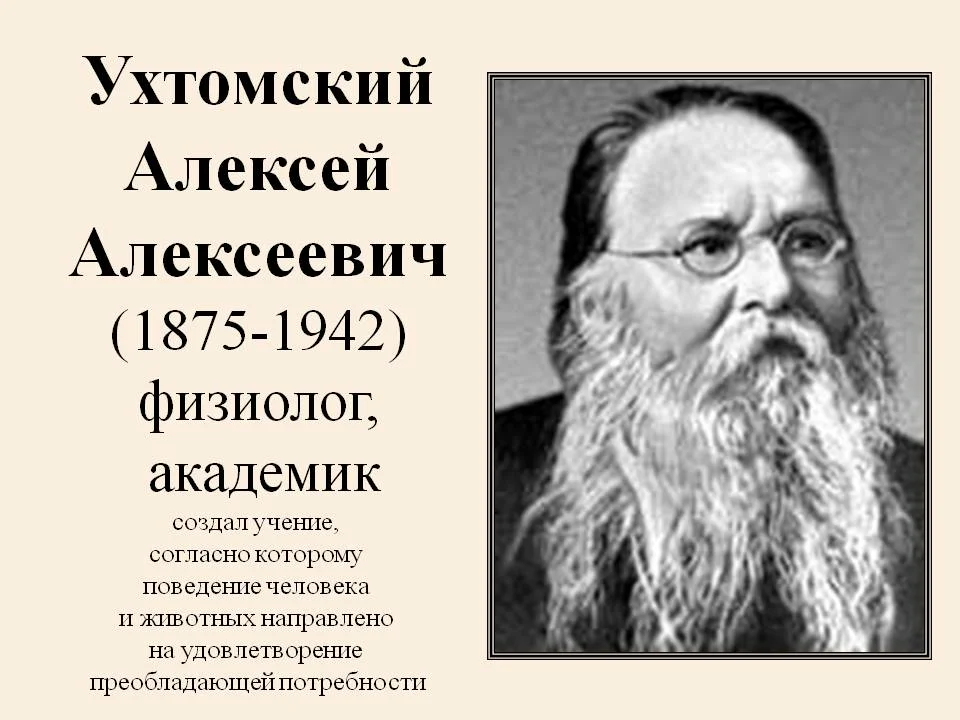 Ухтомский
Алексей
Алексеевич
(1875-1942)
физиолог,
академик
создал учение,
согласно которому
поведение человека
и животных направлено
на удовлетворение
преобладающей потребности